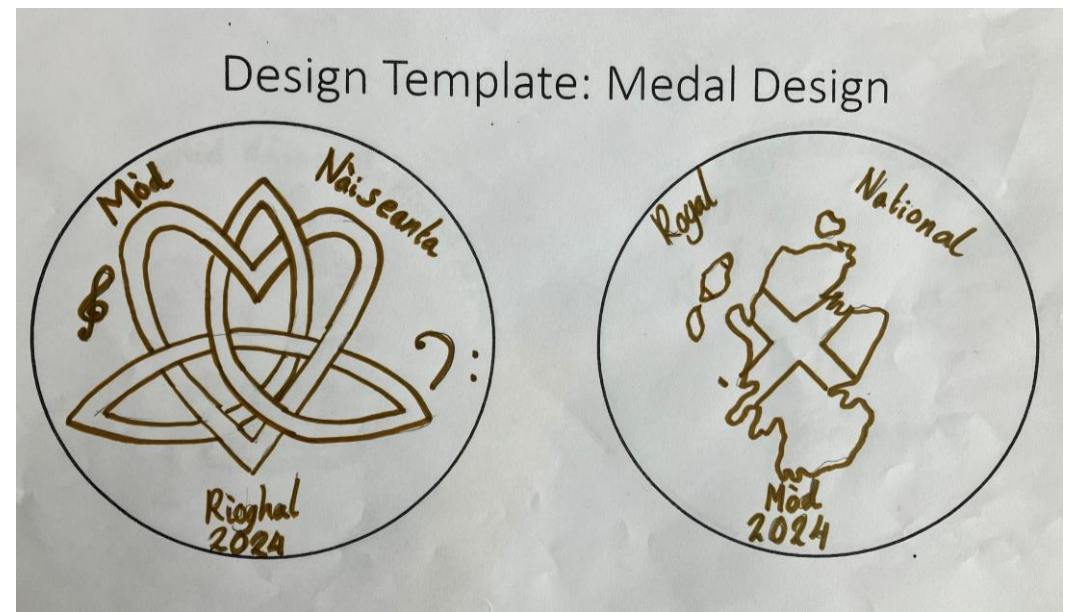 Design Template: Medal Design
Mòd
Nàiseanta
Rìoghal
2024
Royal
National
Mòd
2024